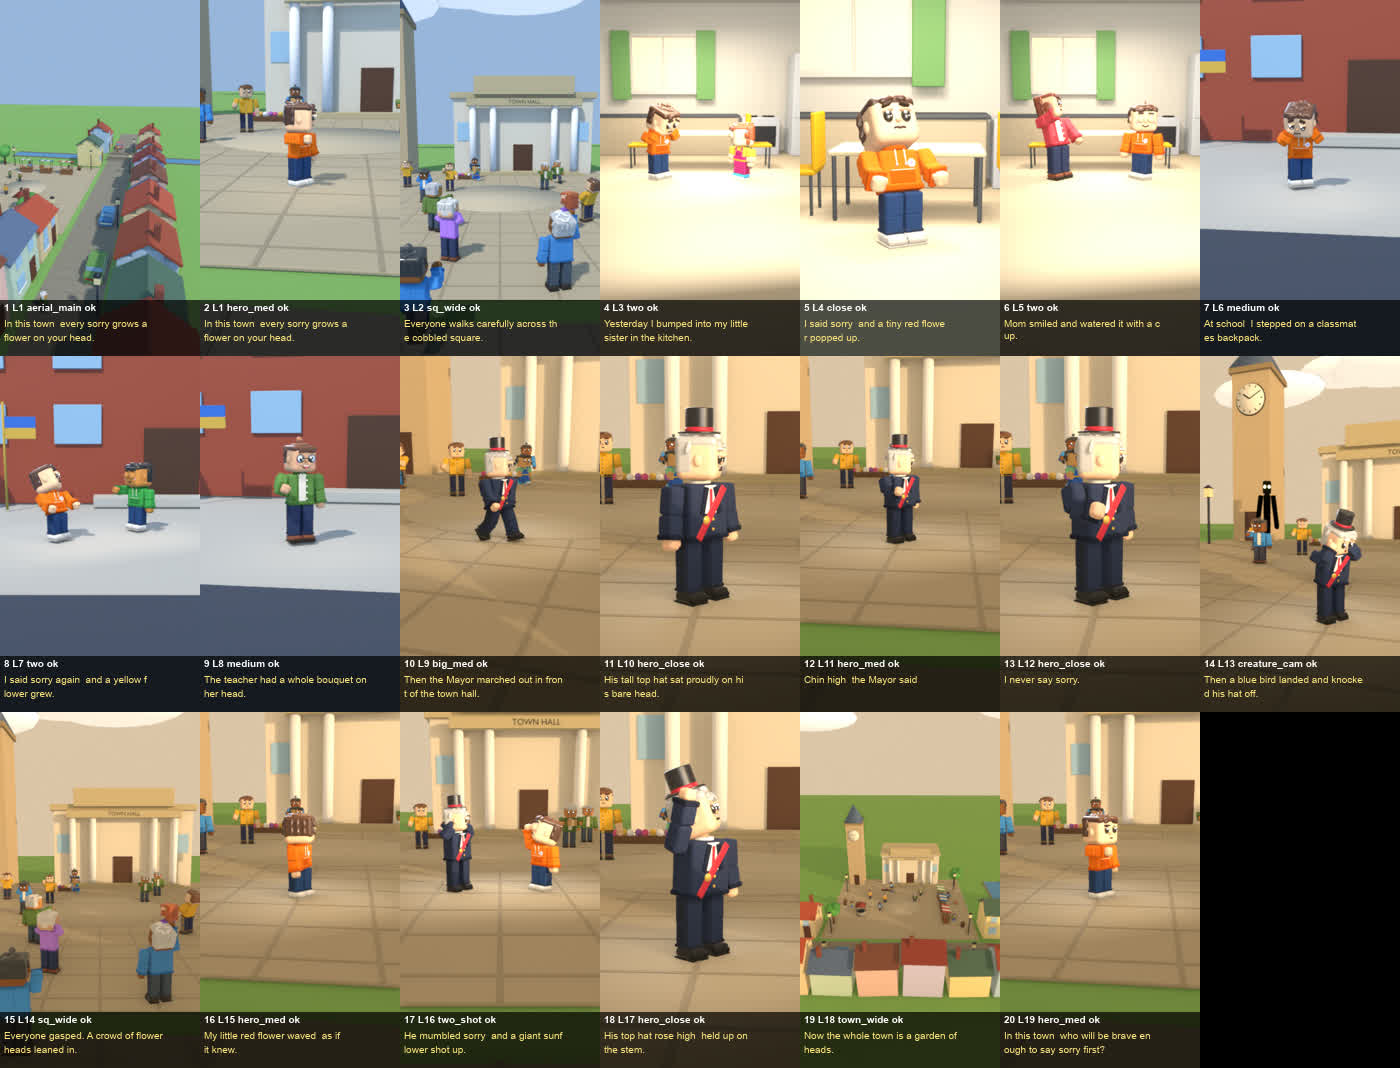 1 L1 aerial_main ok
In this town  every sorry grows a
flower on your head.
2 L1 hero_med ok
In this town  every sorry grows a
flower on your head.
TOWN HALL
3 L2 sq_wide ok
Everyone walks carefully across th
e cobbled square.
4 L3 two ok
Yesterday I bumped into my little
sister in the kitchen.
5 L4 close ok
I said sorry  and a tiny red flowe
r popped up.
6 L5 two ok
Mom smiled and watered it with a c
up.
7 L6 medium ok
At school  I stepped on a classmat
es backpack.
8 L7 two ok
I said sorry again  and a yellow f
lower grew.
9 L8 medium ok
The teacher had a whole bouquet on
her head.
10 L9 big_med ok
Then the Mayor marched out in fron
t of the town hall.
11 L10 hero_close ok
His tall top hat sat proudly on hi
s bare head.
12 L11 hero_med ok
Chin high  the Mayor said
13 L12 hero_close ok
I never say sorry.
14 L13 creature_cam ok
Then a blue bird landed and knocke
d his hat off.
TOWN HALL
15 L14 sq_wide ok
Everyone gasped. A crowd of flower
heads leaned in.
16 L15 hero_med ok
My little red flower waved  as if
it knew.
TOWN HALL
17 L16 two_shot ok
He mumbled sorry  and a giant sunf
lower shot up.
18 L17 hero_close ok
His top hat rose high  held up on
the stem.
19 L18 town_wide ok
Now the whole town is a garden of
heads.
20 L19 hero_med ok
In this town  who will be brave en
ough to say sorry first?